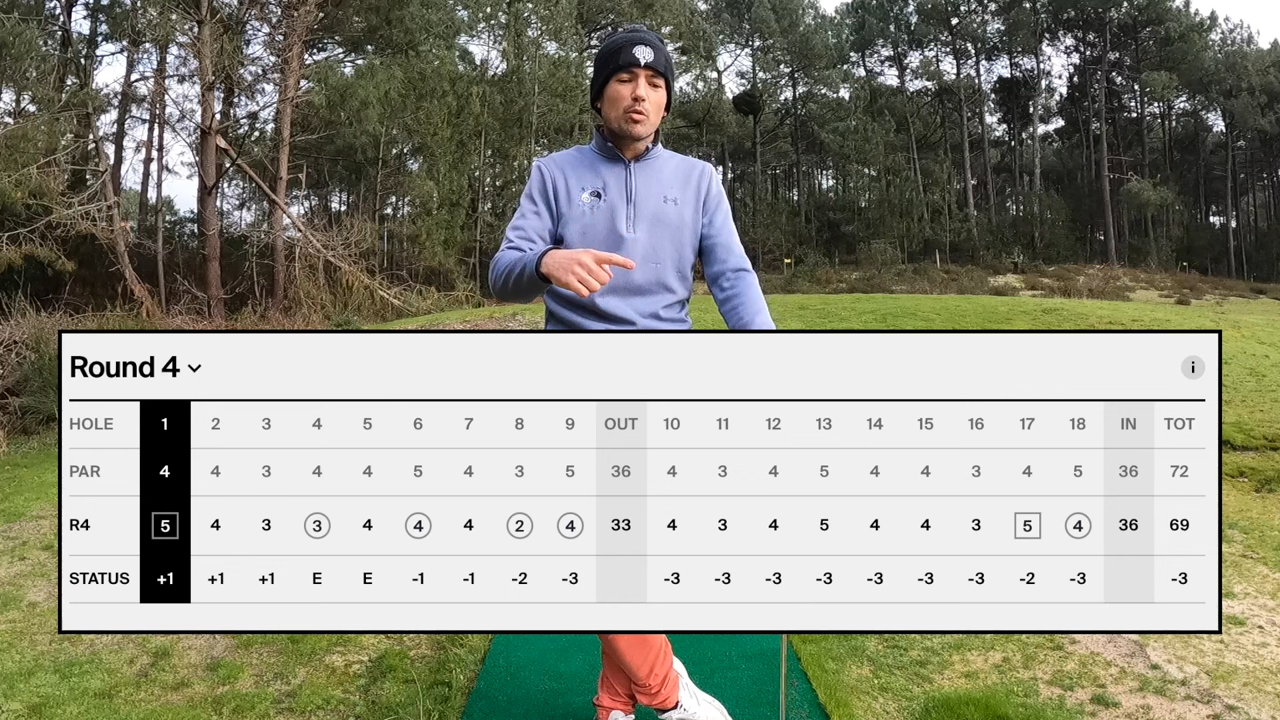 Round 4
HOLE 1 2 3 4 5 6 7 8 9 OUT 10 11 12 13 14 15 16 17 18 IN TOT
PAR 4 4 3 4 4 5 4 3 5 36 4 3 4 5 4 4 3 4 5 36 72
R4 5 4 3 3 4 4 4 2 4 33 4 3 4 5 4 4 3 5 4 36 69
STATUS +1 +1 +1 E E -1 -1 -2 -3 -3 -3 -3 -3 -3 -3 -3 -2 -3 -3